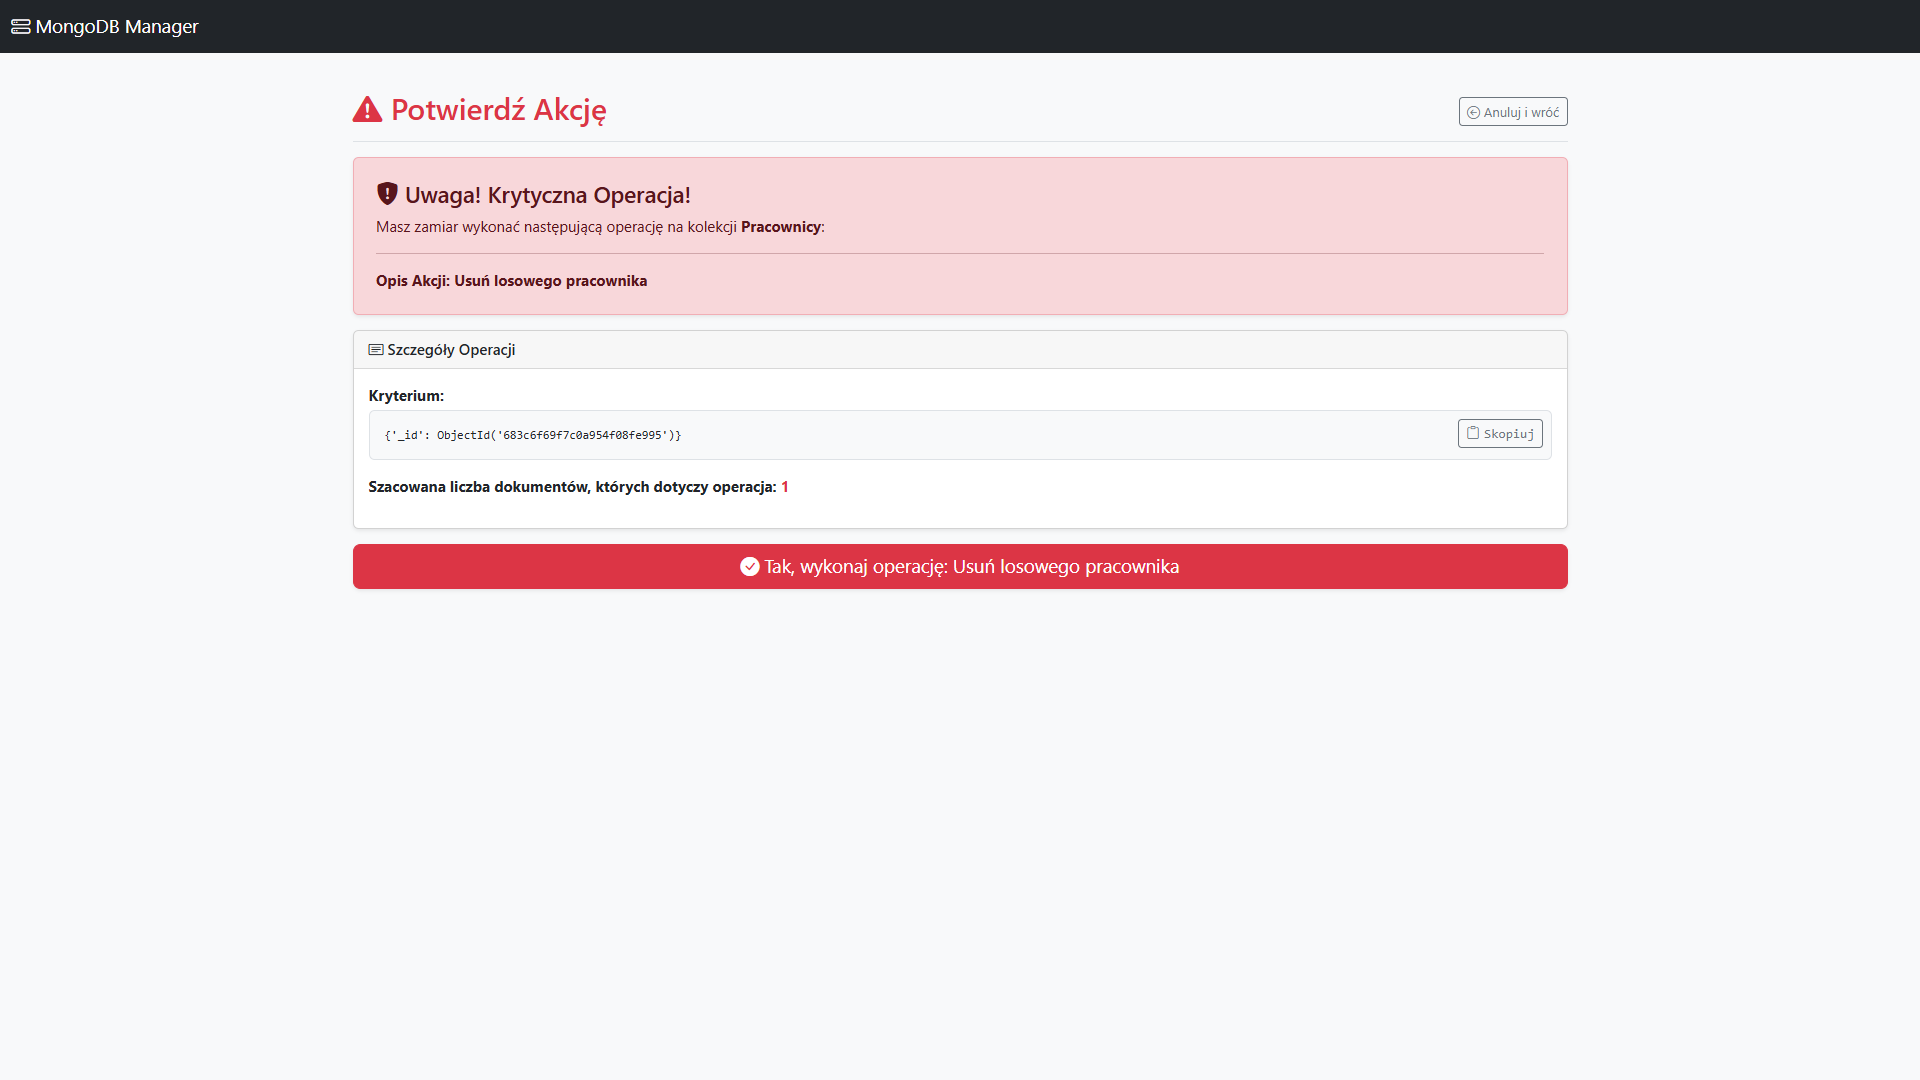 MongoDB Manager
Potwierdź Akcję
Anuluj i wróć
Uwaga! Krytyczna Operacja!
Masz zamiar wykonać następującą operację na kolekcji Pracownicy:
Opis Akcji: Usuń losowego pracownika
Szczegóły Operacji
Kryterium:
{'_id': ObjectId('683c6f69f7c0a954f08fe995')}
Skopiuj
Szacowana liczba dokumentów, których dotyczy operacja: 1
Tak, wykonaj operację: Usuń losowego pracownika